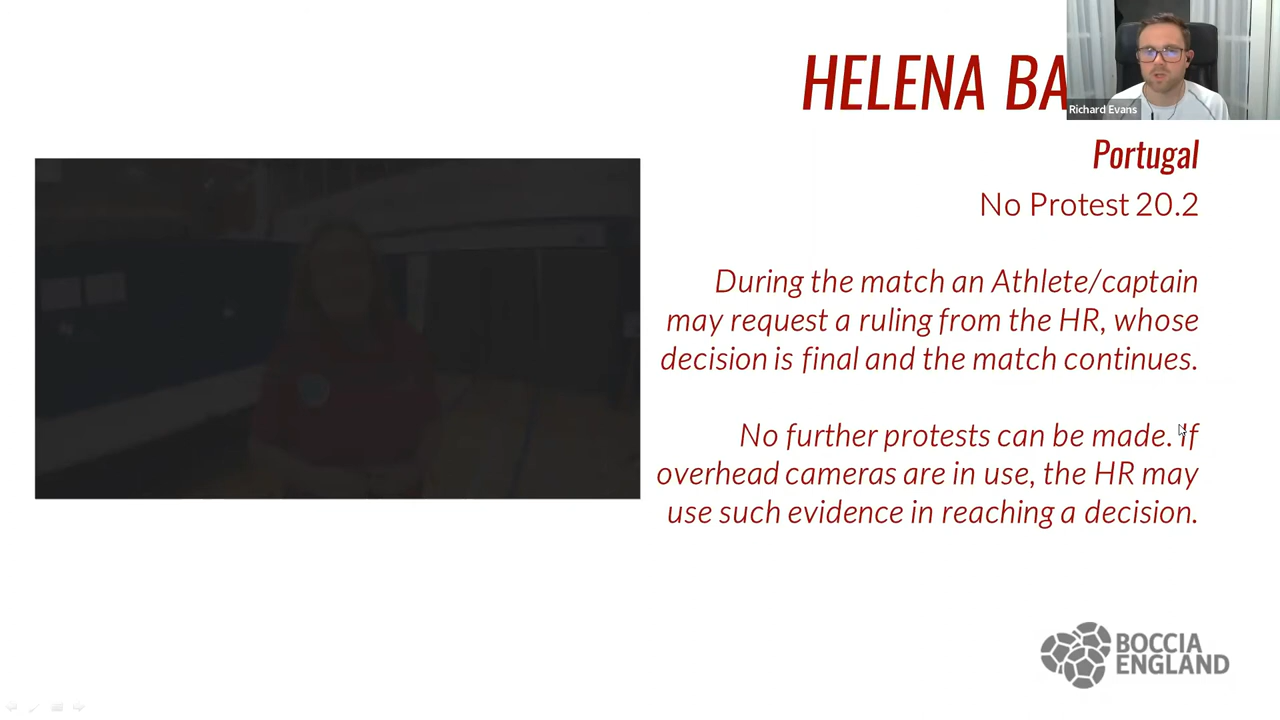 HELENA BA
Richard Evans
Portugal
No Protest 20.2
During the match an Athlete/captain
may request a ruling from the HR, whose
decision is final and the match continues.
No further protests can be made. If
overhead cameras are in use, the HR may
use such evidence in reaching a decision.
BOCCIA
ENGLAND